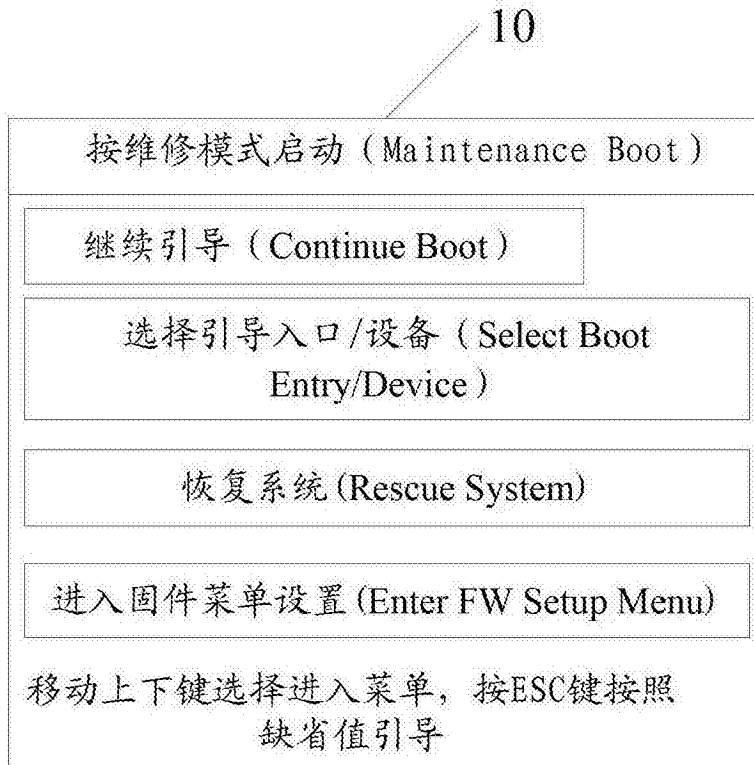 10
按维修模式启动（Maintenance Boot）
继续引导（Continue Boot）
选择引导入口/设备（Select Boot
Entry/Device）
恢复系统(Rescue System)
进入固件菜单设置(Enter FW Setup Menu)
移动上下键选择进入菜单，按ESC键按照
缺省值引导